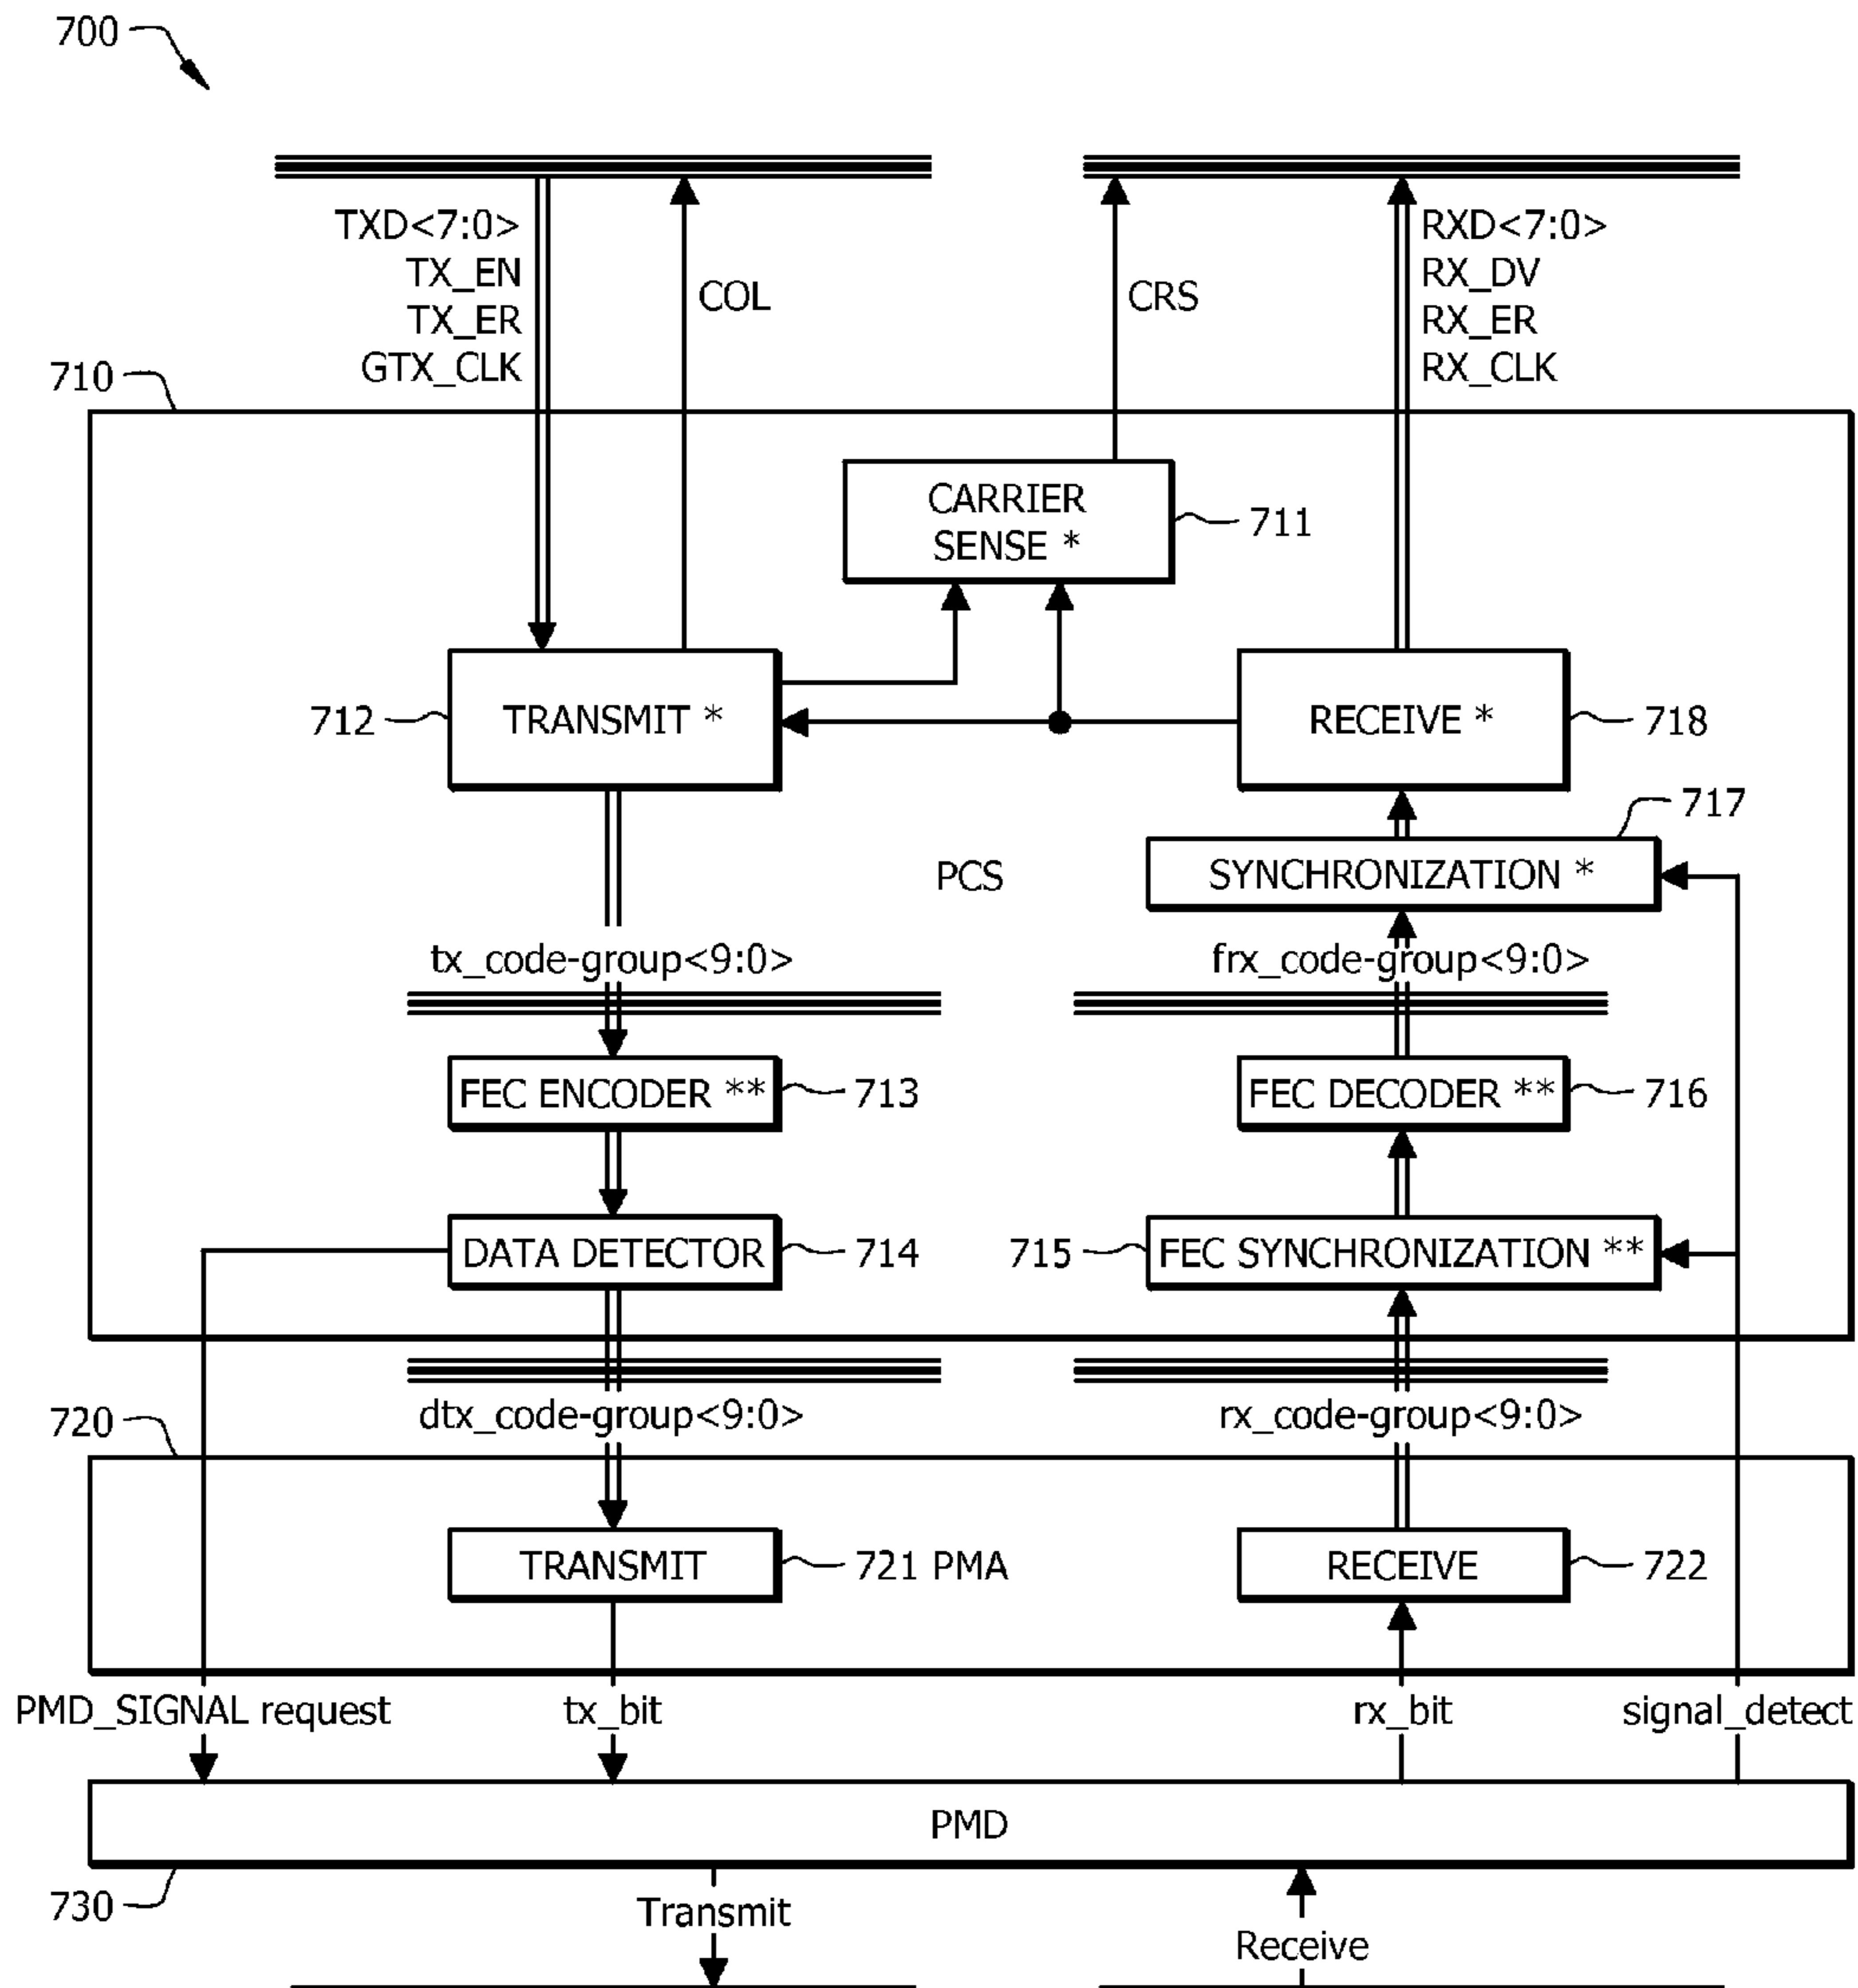 700
TXD<7:0>
TX_EN
TX_ER
GTX_CLK
COL
CRS
RXD<7:0>
RX_DV
RX_ER
RX_CLK
710
CARRIER
SENSE *
711
712
TRANSMIT *
RECEIVE *
718
717
PCS
SYNCHRONIZATION *
tx_code-group<9:0>
frx_code-group<9:0>
FEC ENCODER **
713
FEC DECODER **
716
DATA DETECTOR
714
715
FEC SYNCHRONIZATION **
dtx_code-group<9:0>
rx_code-group<9:0>
720
TRANSMIT
721 PMA
RECEIVE
722
PMD_SIGNAL request
tx_bit
rx_bit
signal_detect
PMD
730
Transmit
Receive